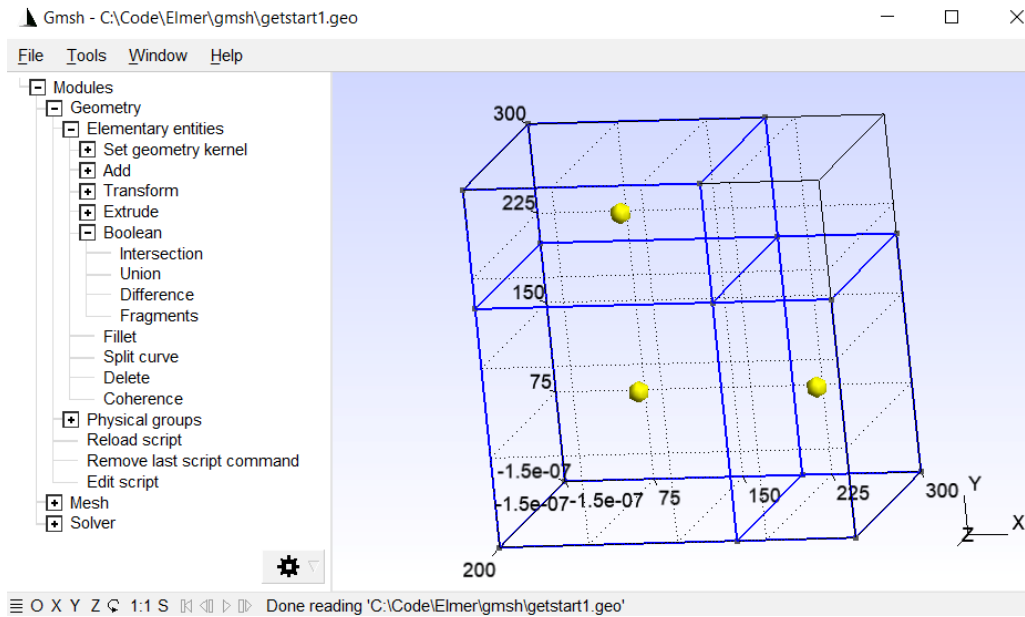 Gmsh - C:\Code\Elmer\gmsh\getstart1.geo
File Tools Window Help
Modules
Geometry
Elementary entities
Set geometry kernel
Add
Transform
Extrude
Boolean
Intersection
Union
Difference
Fragments
Fillet
Split curve
Delete
Coherence
Physical groups
Reload script
Remove last script command
Edit script
Mesh
Solver
300
225
150
75
-1.5e-07
-1.5e-07 -1.5e-07 75 150 225 300
200
Y
X
Z
O X Y Z 1:1 S Done reading 'C:\Code\Elmer\gmsh\getstart1.geo'